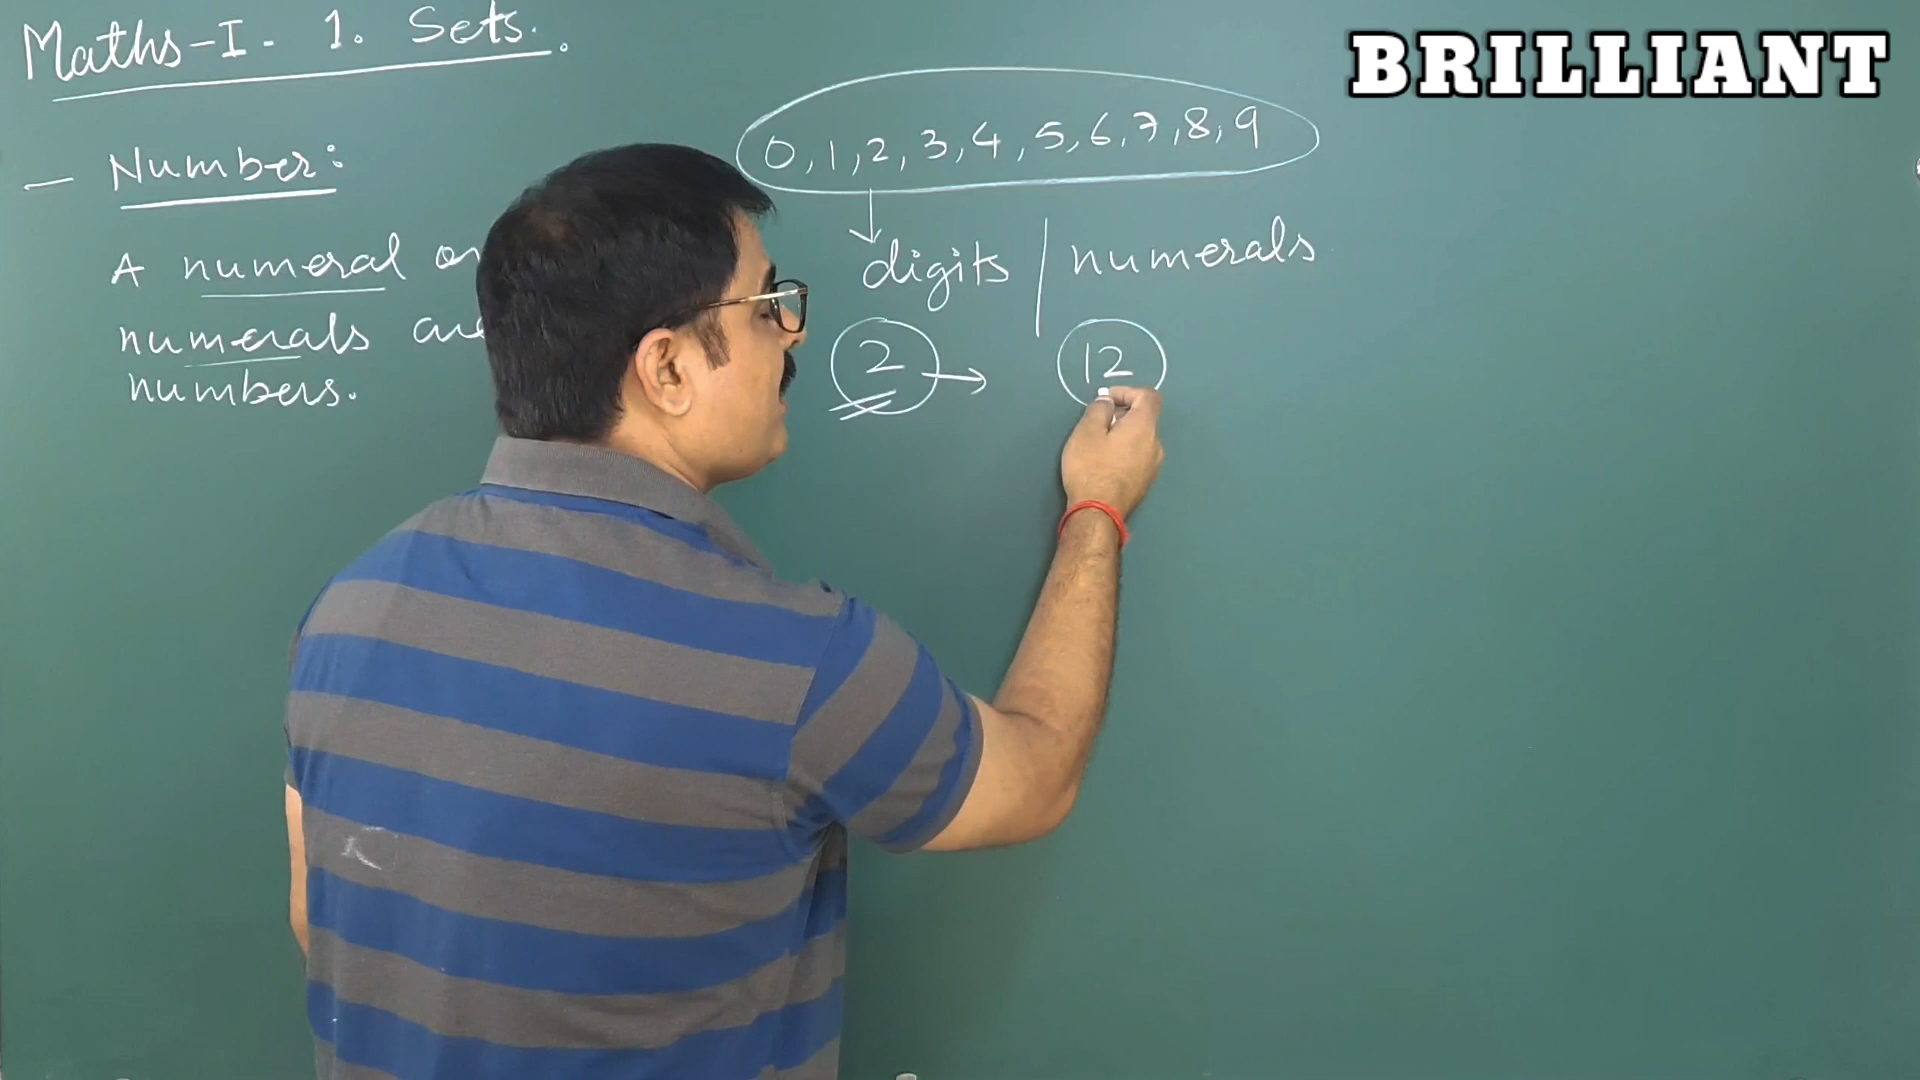 Maths-I. 1. Sets.
BRILLIANT
— Number:
A numeral
numerals
numbers.
0, 1, 2, 3, 4, 5, 6, 7, 8, 9
digits | numerals
2 → 12